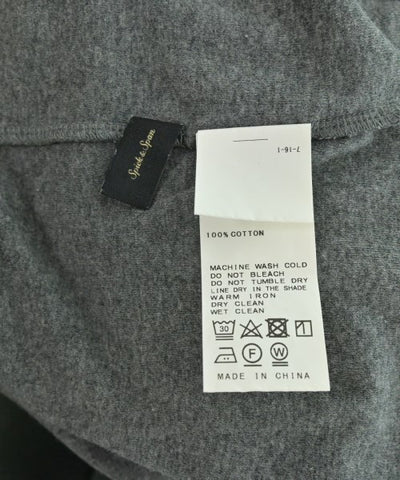 Spick & Span
7-16-1
100% COTTON
MACHINE WASH COLD
DO NOT BLEACH
DO NOT TUMBLE DRY
LINE DRY IN THE SHADE
WARM IRON
DRY CLEAN
WET CLEAN
30
F W
MADE IN CHINA